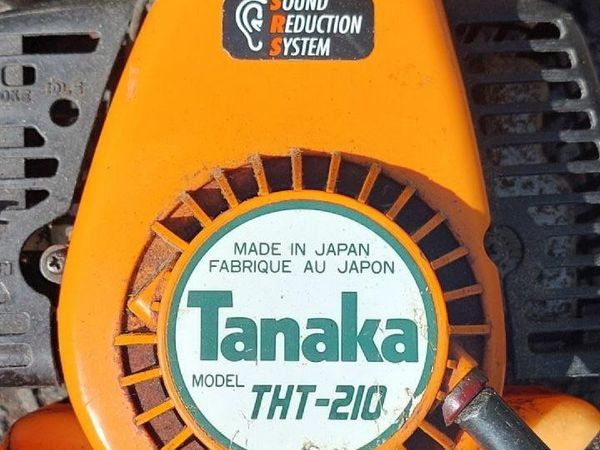 SOUND
REDUCTION
SYSTEM
S
R
S
MADE IN JAPAN
FABRIQUE AU JAPON
Tanaka
MODEL THT-210